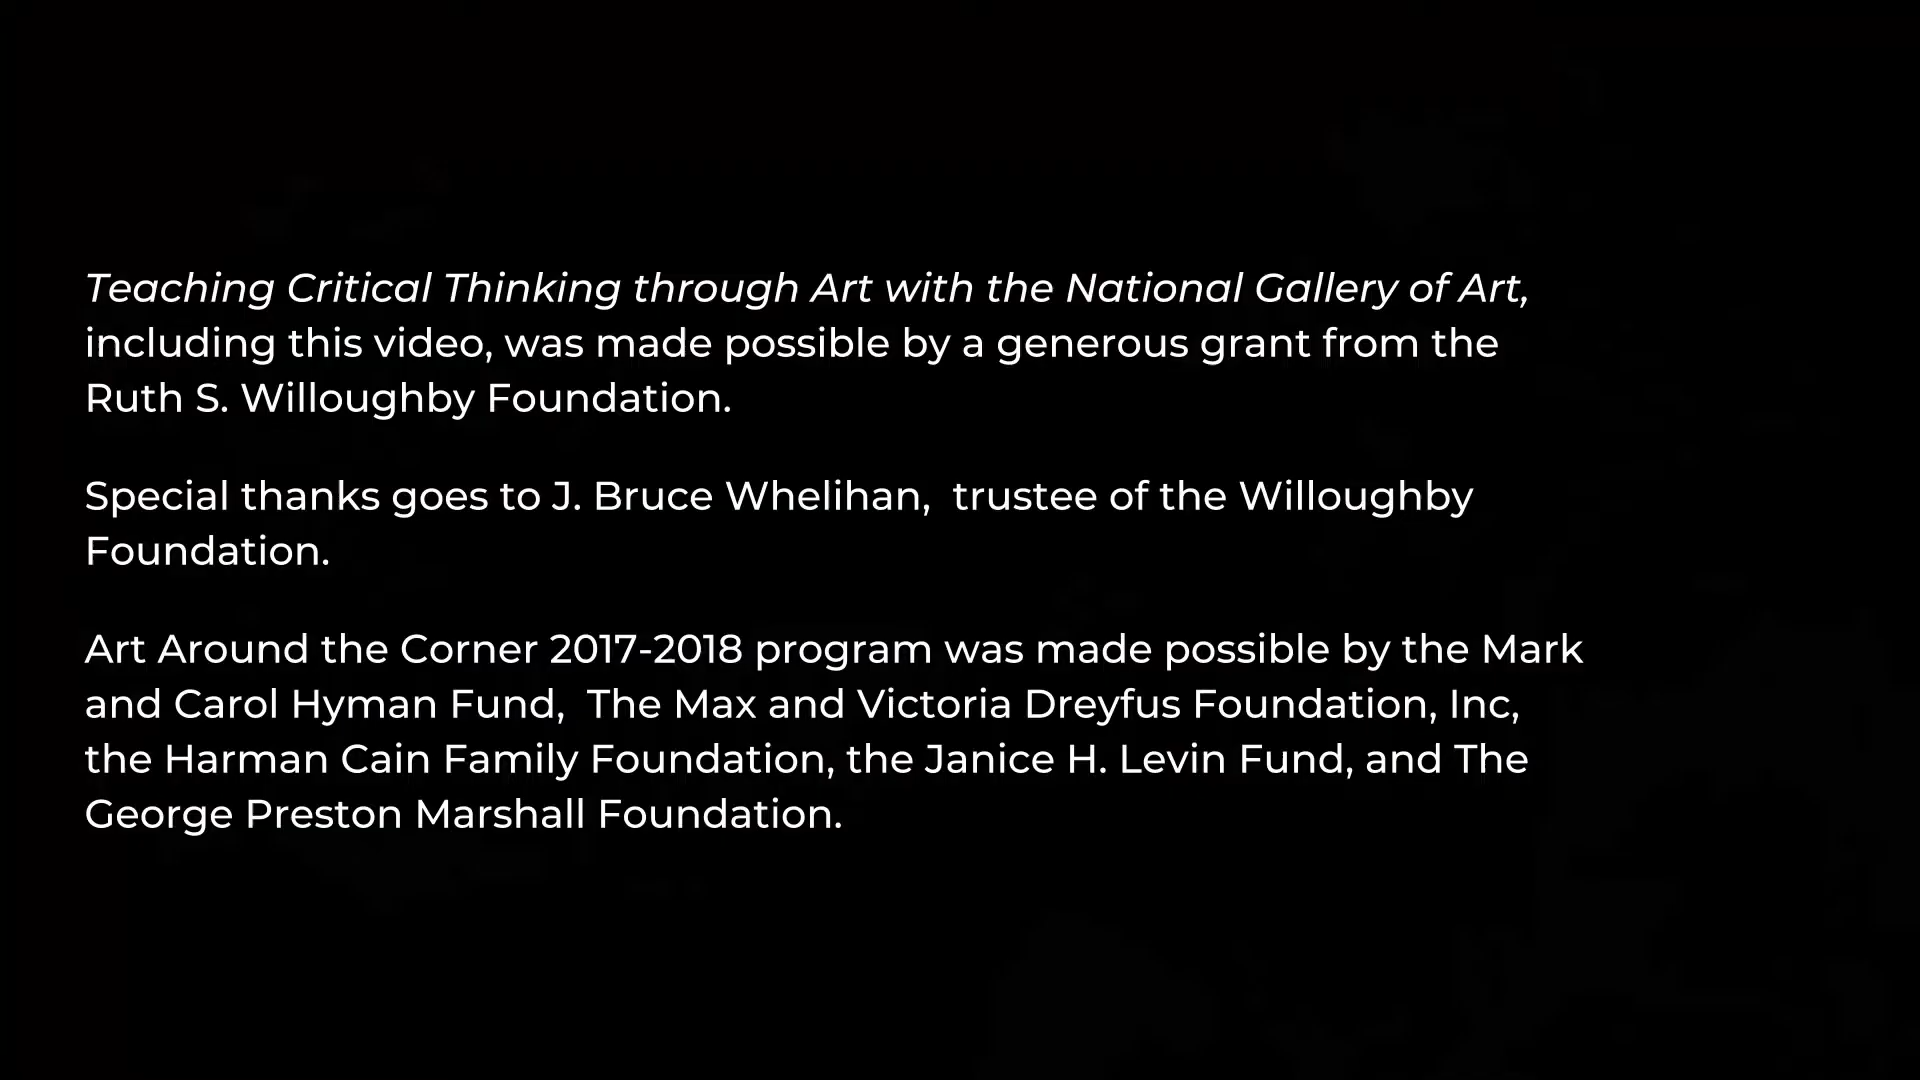 Teaching Critical Thinking through Art with the National Gallery of Art,
including this video, was made possible by a generous grant from the
Ruth S. Willoughby Foundation.
Special thanks goes to J. Bruce Whelihan,  trustee of the Willoughby
Foundation.
Art Around the Corner 2017-2018 program was made possible by the Mark
and Carol Hyman Fund,  The Max and Victoria Dreyfus Foundation, Inc,
the Harman Cain Family Foundation, the Janice H. Levin Fund, and The
George Preston Marshall Foundation.